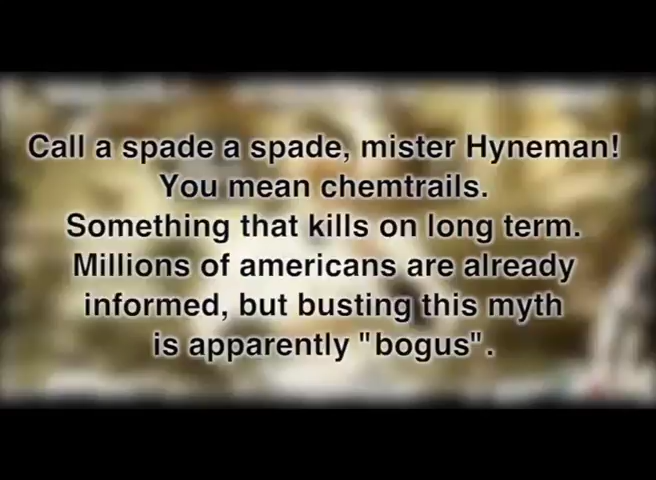 Call a spade a spade, mister Hyneman!
You mean chemtrails.
Something that kills on long term.
Millions of americans are already
informed, but busting this myth
is apparently "bogus".